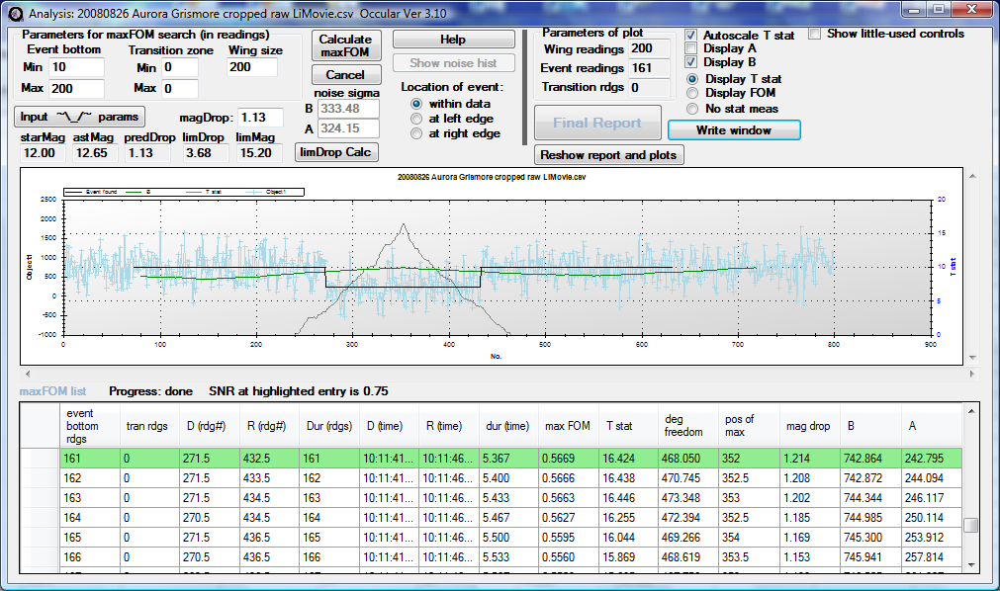 Analysis: 20080826 Aurora Grismore cropped raw LiMovie.csv Occular Ver 3.10
Parameters for maxFOM search (in readings)
Event bottom Transition zone Wing size
Min 10 Min 0 200
Max 200 Max 0
Input ~\_/~ params magDrop: 1.13
starMag astMag predDrop limDrop limMag
12.00 12.65 1.13 3.68 15.20
Calculate maxFOM
Cancel
noise sigma
B 333.48
A 324.15
limDrop Calc
Help
Show noise hist
Location of event:
within data
at left edge
at right edge
Parameters of plot
Wing readings 200
Event readings 161
Transition rdgs 0
Final Report
Reshow report and plots
Autoscale T stat
Display A
Display B
Display T stat
Display FOM
No stat meas
Write window
Show little-used controls
20080826 Aurora Grismore cropped raw LiMovie.csv
Event found B T stat Object1
2500 20
2000
1500 15
1000
500 10
0
-500 5
-1000 0
Object1
T stat
0 100 200 300 400 500 600 700 800 900
No.
maxFOM list Progress: done SNR at highlighted entry is 0.75
event bottom rdgs tran rdgs D (rdg#) R (rdg#) Dur (rdgs) D (time) R (time) dur (time) max FOM T stat deg freedom pos of max mag drop B A
161 0 271.5 432.5 161 10:11:41... 10:11:46... 5.367 0.5669 16.424 468.050 352 1.214 742.864 242.795
162 0 271.5 433.5 162 10:11:41... 10:11:46... 5.400 0.5666 16.438 470.745 352.5 1.208 742.872 244.094
163 0 271.5 434.5 163 10:11:41... 10:11:46... 5.433 0.5663 16.446 473.348 353 1.202 744.344 246.117
164 0 270.5 434.5 164 10:11:41... 10:11:46... 5.467 0.5627 16.255 472.394 352.5 1.185 744.985 250.114
165 0 271.5 436.5 165 10:11:41... 10:11:46... 5.500 0.5595 16.044 469.266 354 1.169 745.300 253.912
166 0 270.5 436.5 166 10:11:41... 10:11:46... 5.533 0.5560 15.869 468.619 353.5 1.153 745.941 257.814